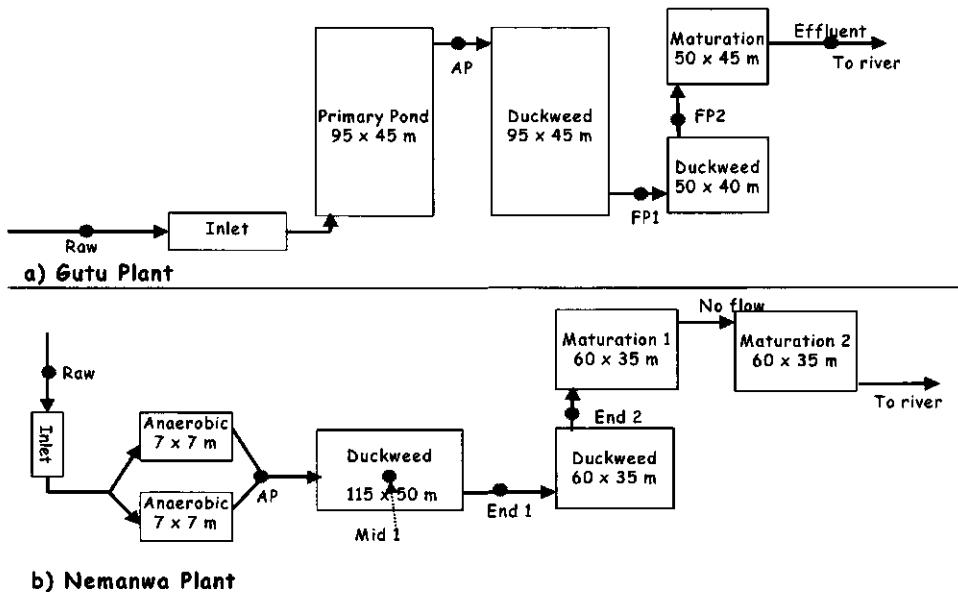 Effluent
Maturation
50 x 45 m
To river
AP
Primary Pond
95 x 45 m
Duckweed
95 x 45 m
FP2
Duckweed
50 x 40 m
FP1
Inlet
Raw
a) Gutu Plant
No flow
Maturation 1
60 x 35 m
Maturation 2
60 x 35 m
Raw
To river
Inlet
Anaerobic
7 x 7 m
End 2
Duckweed
115 x 50 m
Duckweed
60 x 35 m
AP
Anaerobic
7 x 7 m
End 1
Mid 1
b) Nemanwa Plant